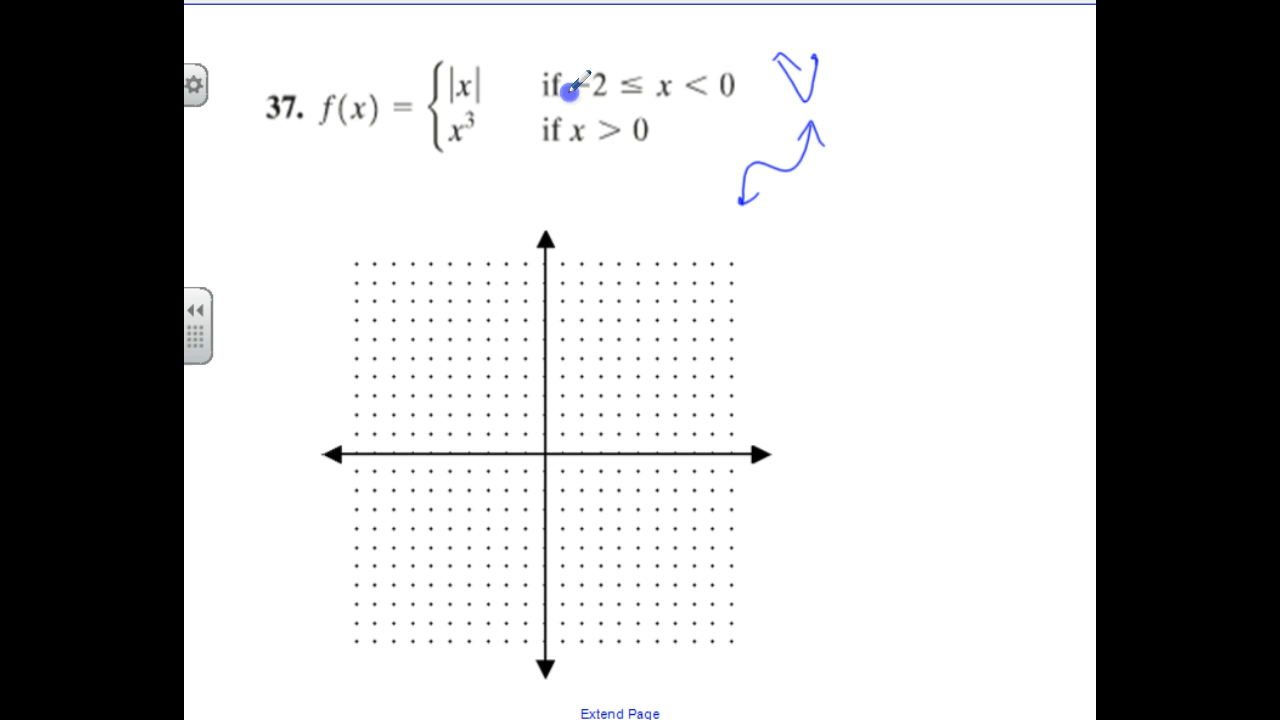 37. f(x) = { |x| if -2 ≤ x < 0
x³ if x > 0
Extend Page